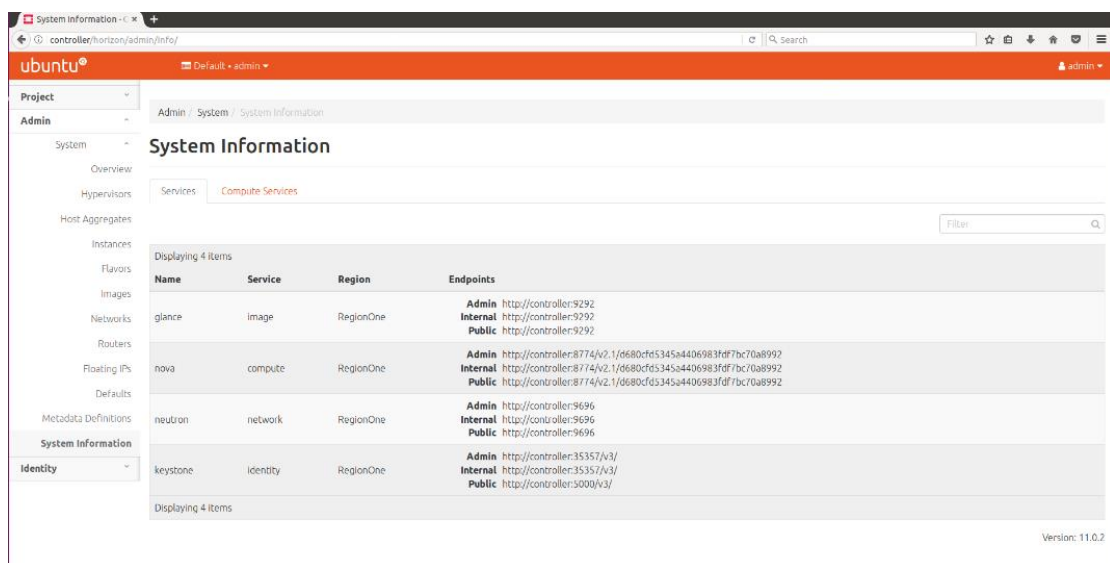 System Information - C
controller/horizon/admin/info/
Search
ubuntu®
Default • admin
admin
Project
Admin
System
Overview
Hypervisors
Host Aggregates
Instances
Flavors
Images
Networks
Routers
Floating IPs
Defaults
Metadata Definitions
System Information
Identity
Admin / System / System Information
System Information
Services Compute Services
Filter
Displaying 4 items
Name Service Region Endpoints
glance image RegionOne
Admin http://controller:9292
Internal http://controller:9292
Public http://controller:9292
nova compute RegionOne
Admin http://controller:8774/v2.1/d680cfd5345a4406983fdf7bc70a8992
Internal http://controller:8774/v2.1/d680cfd5345a4406983fdf7bc70a8992
Public http://controller:8774/v2.1/d680cfd5345a4406983fdf7bc70a8992
neutron network RegionOne
Admin http://controller:9696
Internal http://controller:9696
Public http://controller:9696
keystone identity RegionOne
Admin http://controller:35357/v3/
Internal http://controller:35357/v3/
Public http://controller:5000/v3/
Displaying 4 items
Version: 11.0.2